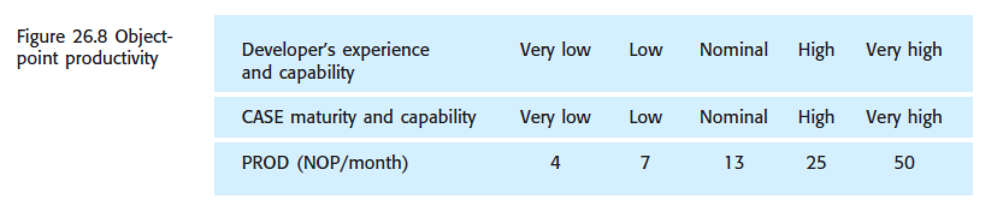 Figure 26.8 Object-
point productivity
Developer's experience Very low Low Nominal High Very high
and capability
CASE maturity and capability Very low Low Nominal High Very high
PROD (NOP/month) 4 7 13 25 50